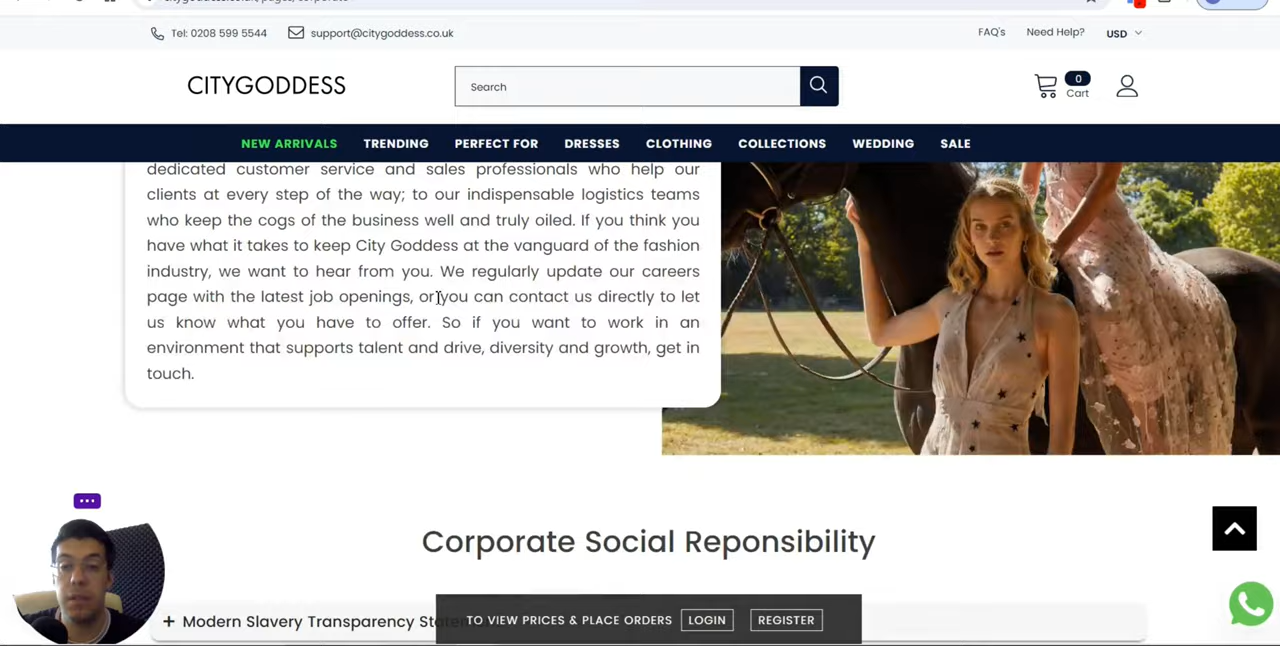 Tel: 0208 599 5544
support@citygoddess.co.uk
FAQ's
Need Help?
USD
CITYGODDESS
Search
0
Cart
NEW ARRIVALS
TRENDING
PERFECT FOR
DRESSES
CLOTHING
COLLECTIONS
WEDDING
SALE
dedicated customer service and sales professionals who help our
clients at every step of the way; to our indispensable logistics teams
who keep the cogs of the business well and truly oiled. If you think you
have what it takes to keep City Goddess at the vanguard of the fashion
industry, we want to hear from you. We regularly update our careers
page with the latest job openings, or you can contact us directly to let
us know what you have to offer. So if you want to work in an
environment that supports talent and drive, diversity and growth, get in
touch.
Corporate Social Reponsibility
+ Modern Slavery Transparency
TO VIEW PRICES & PLACE ORDERS
LOGIN
REGISTER